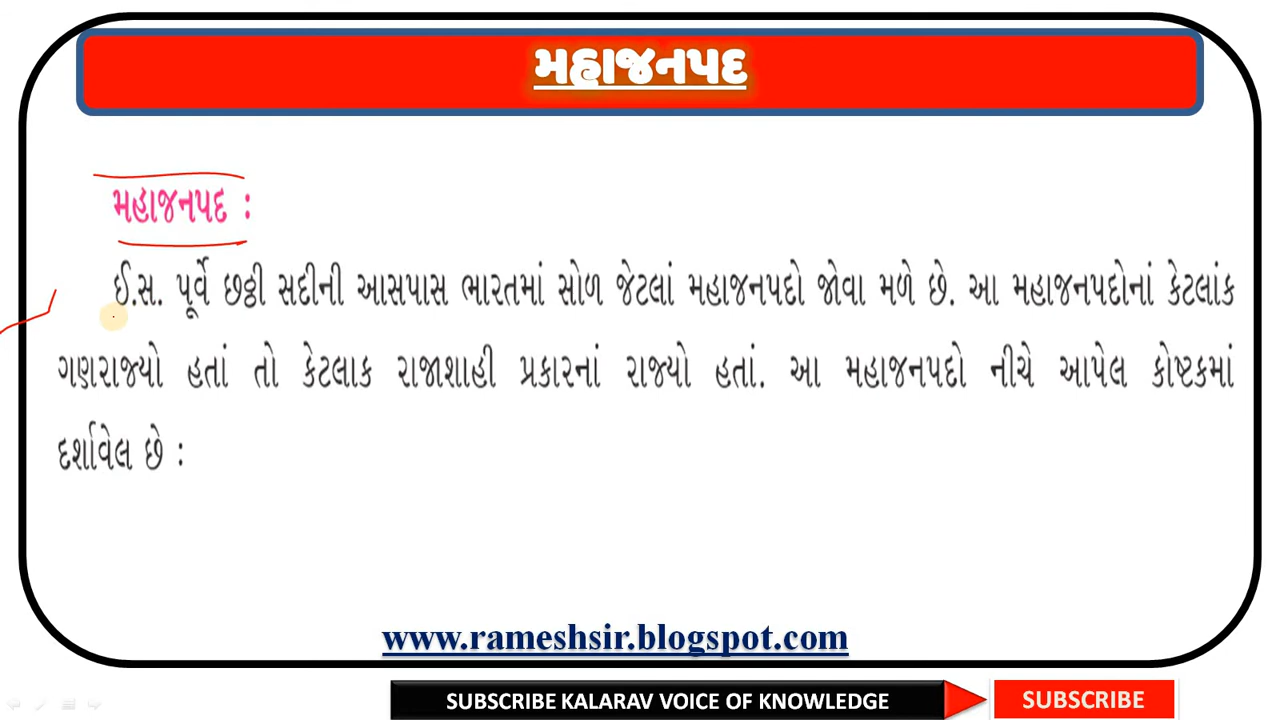 મહાજનપદ
મહાજનપદ :
ઈ.સ. પૂર્વે છઠ્ઠી સદીની આસપાસ ભારતમાં સોળ જેટલાં મહાજનપદો જોવા મળે છે. આ મહાજનપદોનાં કેટલાંક
ગણરાજ્યો હતાં તો કેટલાક રાજાશાહી પ્રકારનાં રાજ્યો હતાં. આ મહાજનપદો નીચે આપેલ કોષ્ટકમાં
દર્શાવેલ છે :
www.rameshsir.blogspot.com
SUBSCRIBE KALARAV VOICE OF KNOWLEDGE
SUBSCRIBE